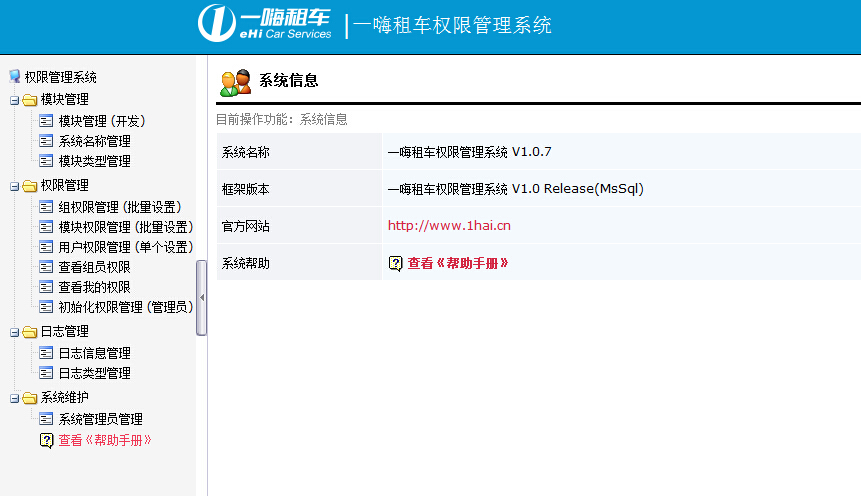 一嗨租车
eHi Car Services
一嗨租车权限管理系统
权限管理系统
模块管理
模块管理 (开发)
系统名称管理
模块类型管理
权限管理
组权限管理 (批量设置)
模块权限管理 (批量设置)
用户权限管理 (单个设置)
查看组员权限
查看我的权限
初始化权限管理 (管理员)
日志管理
日志信息管理
日志类型管理
系统维护
系统管理员管理
查看《帮助手册》
系统信息
目前操作功能：系统信息
系统名称 一嗨租车权限管理系统 V1.0.7
框架版本 一嗨租车权限管理系统 V1.0 Release(MsSql)
官方网站 http://www.1hai.cn
系统帮助 查看《帮助手册》